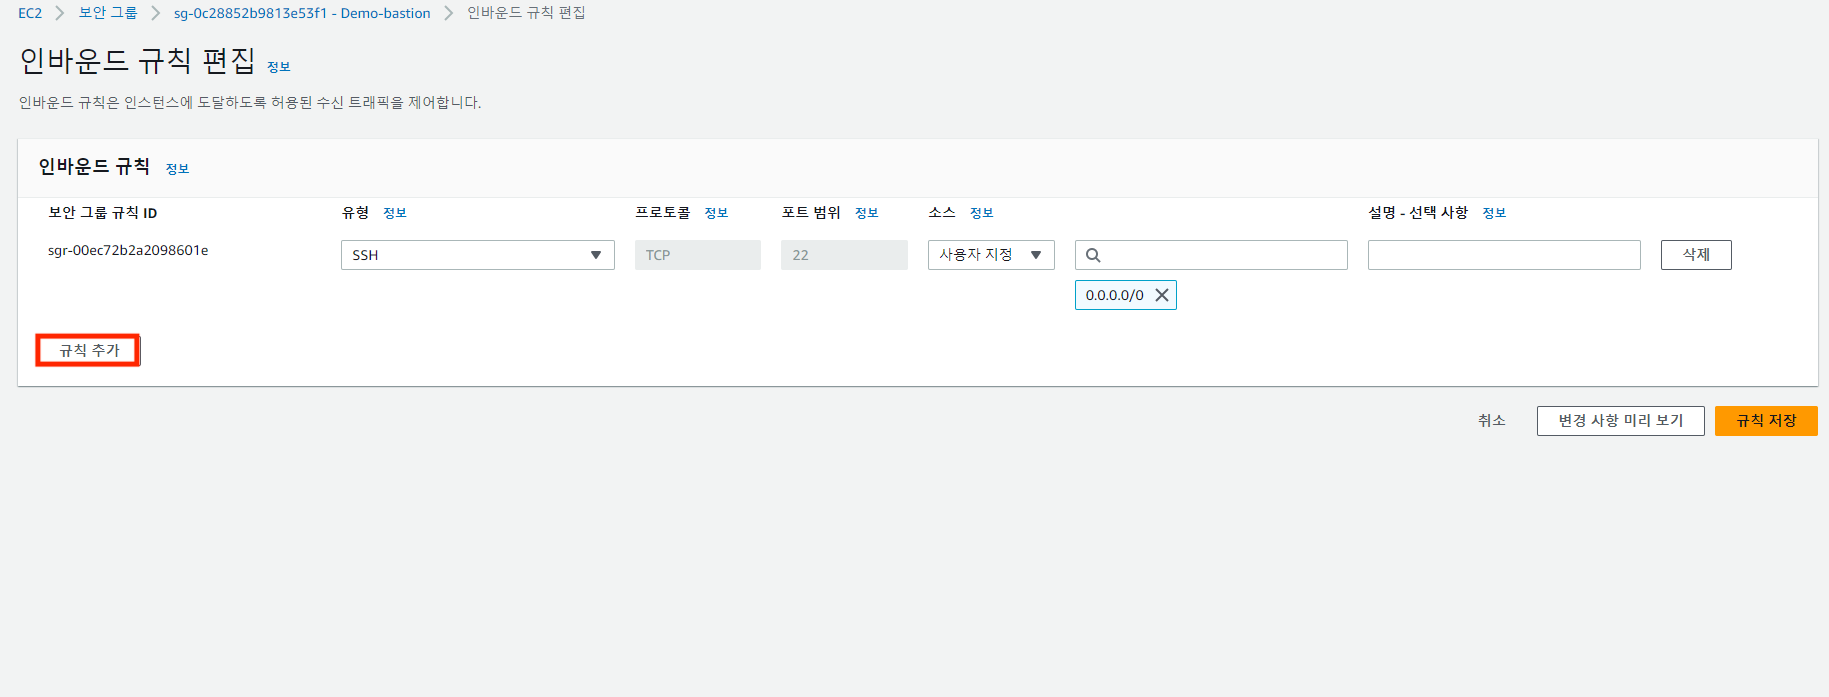 EC2 > 보안 그룹 > sg-0c28852b9813e53f1 - Demo-bastion > 인바운드 규칙 편집
인바운드 규칙 편집 정보
인바운드 규칙은 인스턴스에 도달하도록 허용된 수신 트래픽을 제어합니다.
인바운드 규칙 정보
보안 그룹 규칙 ID 유형 정보 프로토콜 정보 포트 범위 정보 소스 정보 설명 - 선택 사항 정보
sgr-00ec72b2a2098601e SSH TCP 22 사용자 지정 삭제
0.0.0.0/0
규칙 추가
취소 변경 사항 미리 보기 규칙 저장